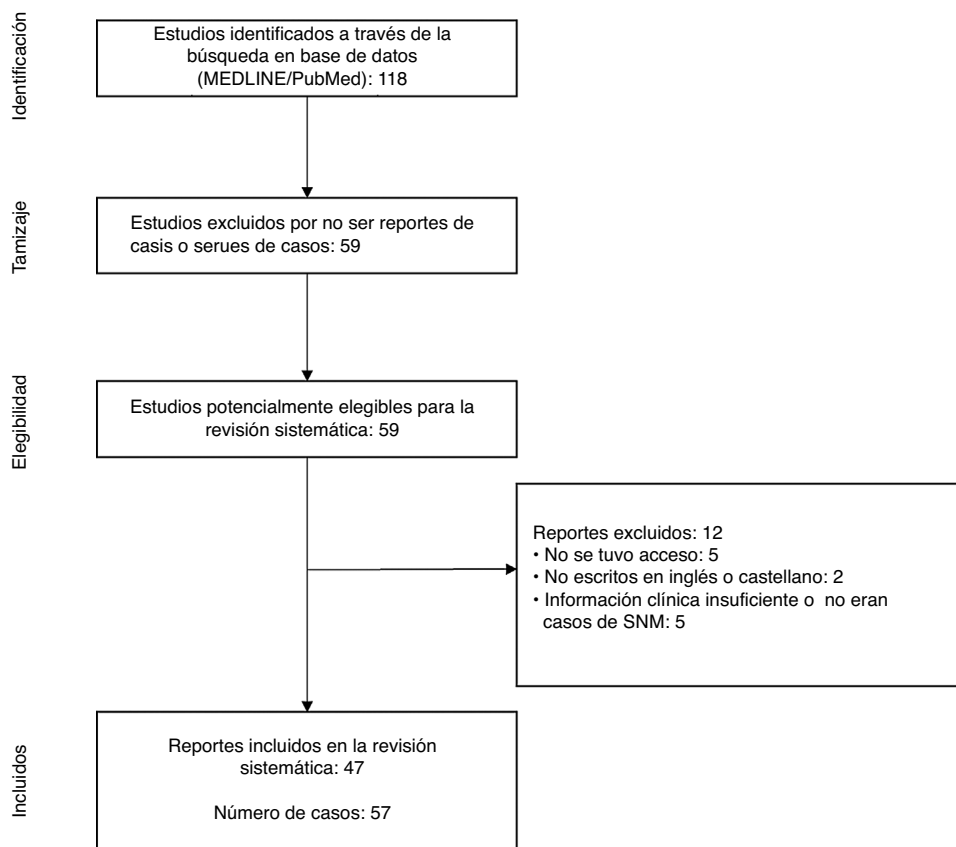 Identificación
Estudios identificados a través de la
búsqueda en base de datos
(MEDLINE/PubMed): 118
Tamizaje
Estudios excluidos por no ser reportes de
casis o serues de casos: 59
Elegibilidad
Estudios potencialmente elegibles para la
revisión sistemática: 59
Reportes excluidos: 12
• No se tuvo acceso: 5
• No escritos en inglés o castellano: 2
• Información clínica insuficiente o no eran
casos de SNM: 5
Incluidos
Reportes incluidos en la revisión
sistemática: 47
Número de casos: 57